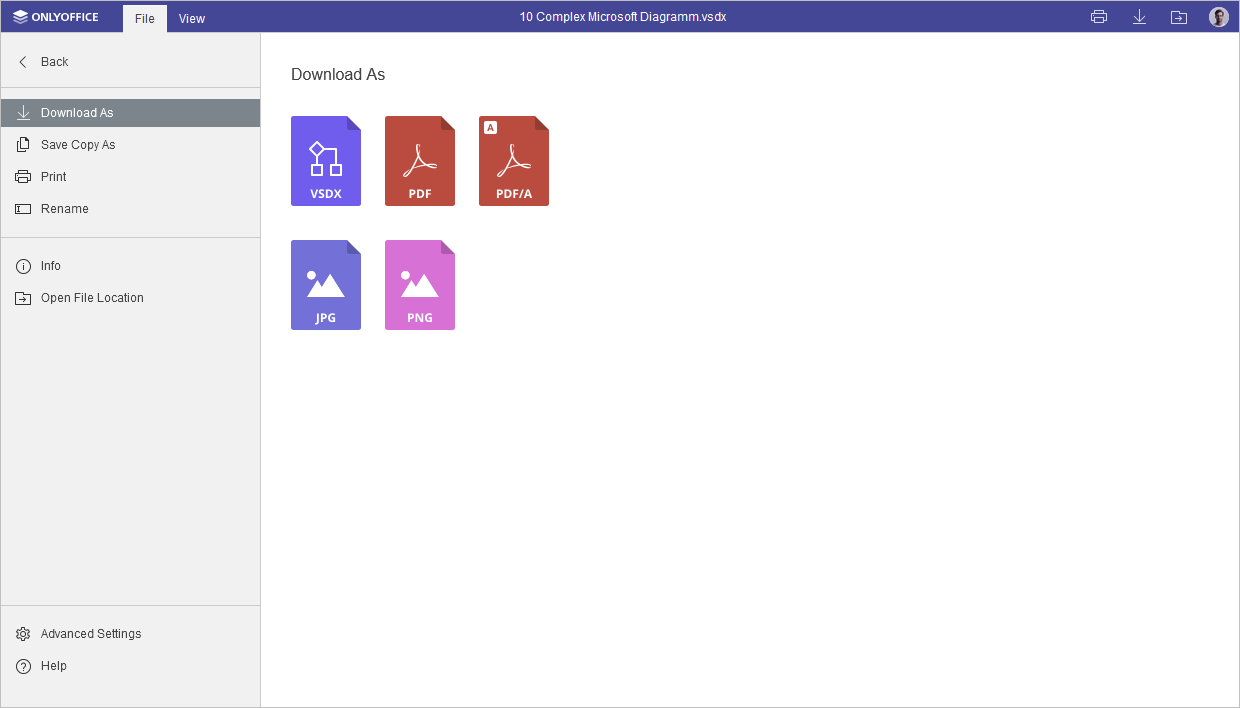 ONLYOFFICE File View 10 Complex Microsoft Diagramm.vsdx
Back
Download As
Save Copy As
Print
Rename
Info
Open File Location
Advanced Settings
Help
Download As
VSDX PDF A PDF/A
JPG PNG